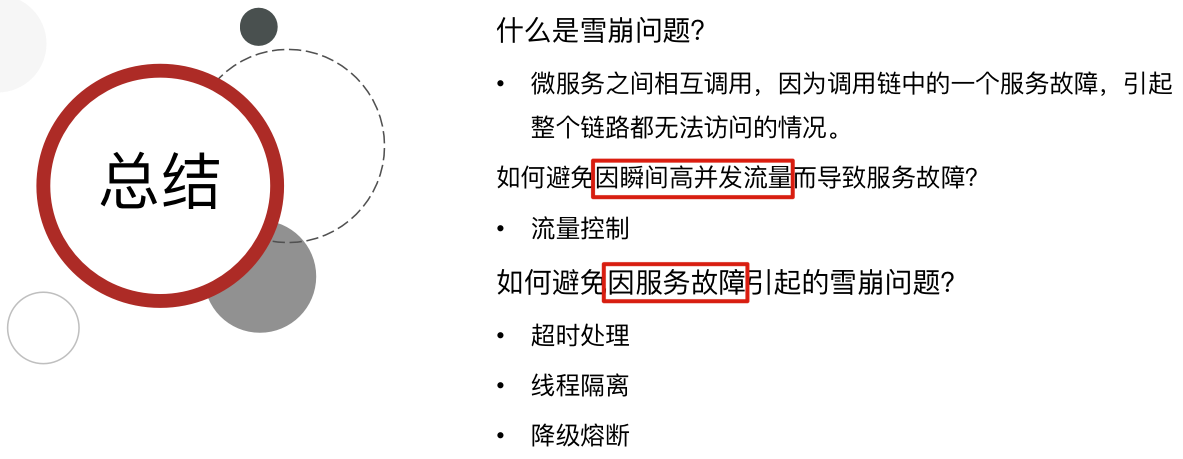 总结
什么是雪崩问题?
• 微服务之间相互调用，因为调用链中的一个服务故障，引起
整个链路都无法访问的情况。
如何避免因瞬间高并发流量而导致服务故障?
• 流量控制
如何避免因服务故障引起的雪崩问题?
• 超时处理
• 线程隔离
• 降级熔断